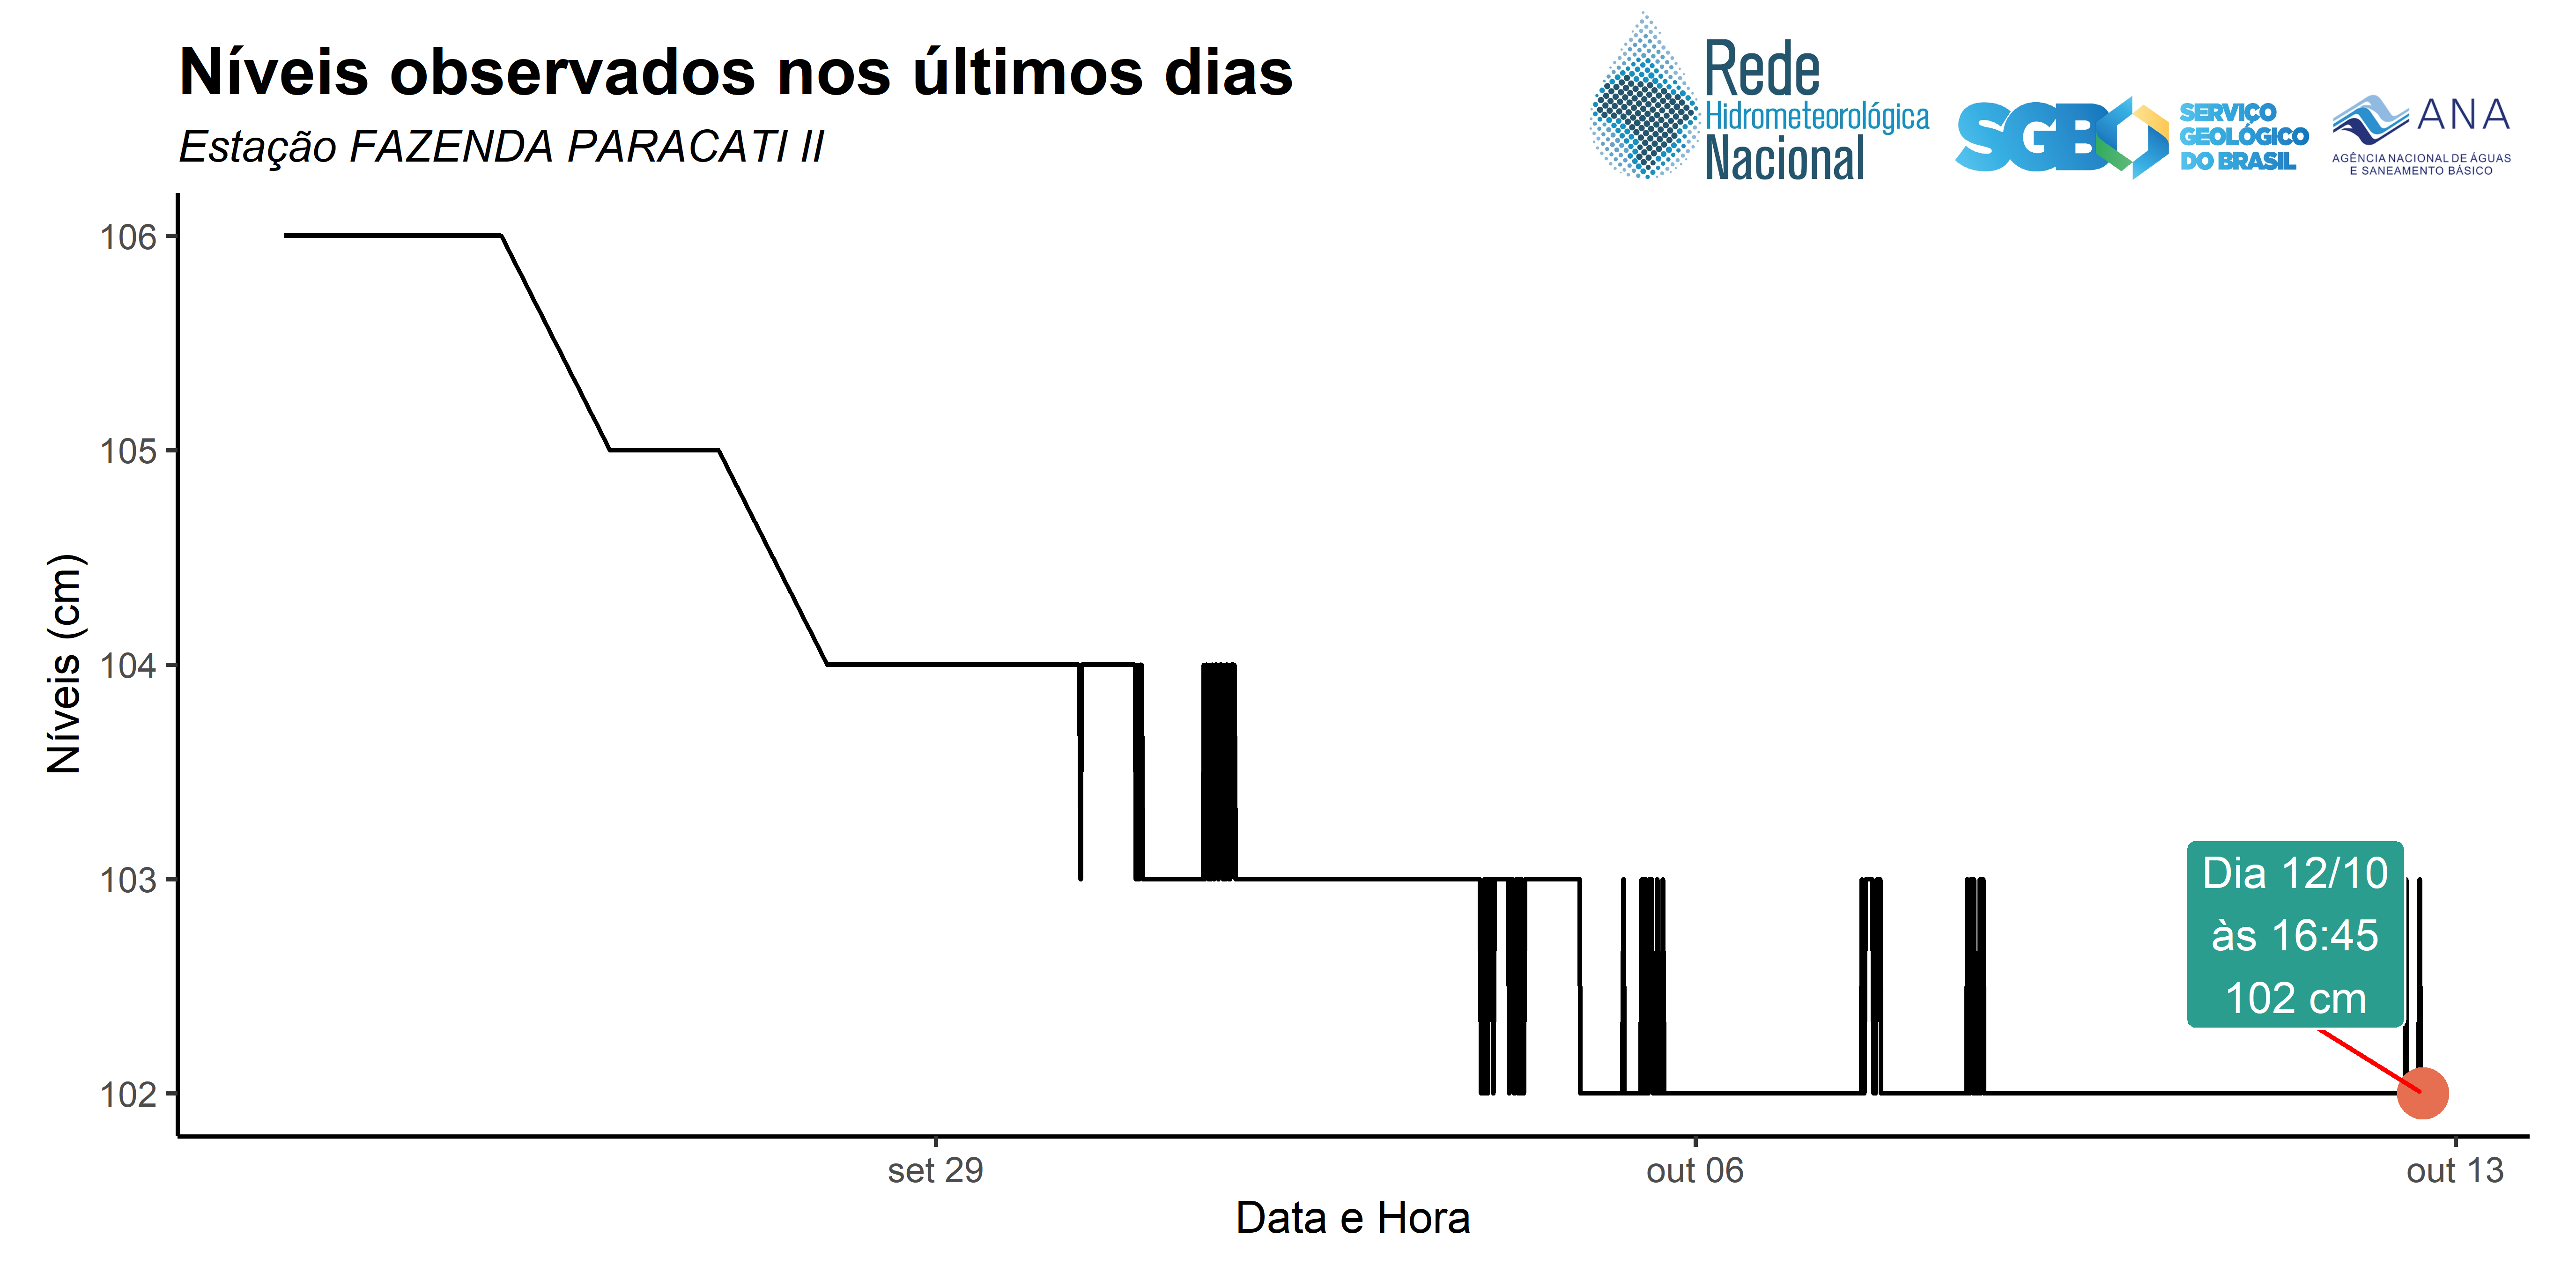 Níveis observados nos últimos dias
Estação FAZENDA PARACATI II
Rede
Hidrometeorológica
Nacional
SGB
SERVIÇO
GEOLÓGICO
DO BRASIL
ANA
AGÊNCIA NACIONAL DE ÁGUAS
E SANEAMENTO BÁSICO
Níveis (cm)
106
105
104
103
102
Dia 12/10
às 16:45
102 cm
set 29
out 06
out 13
Data e Hora